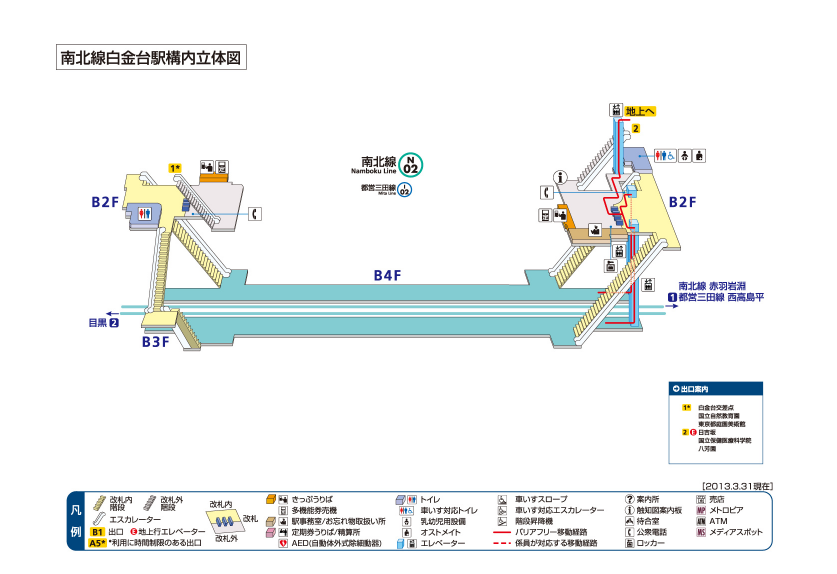 南北線白金台駅構内立体図
地上へ
2
南北線
Namboku Line
N
02
都営三田線
Mita Line
I
02
1*
B2F
B2F
B4F
南北線 赤羽岩淵
1 都営三田線 西高島平
目黒 2
B3F
出口案内
1* 白金台交差点
国立自然教育園
東京都庭園美術館
2 E 日吉坂
国立保健医療科学院
八芳園
[2013.3.31現在]
凡例
改札内階段
改札外階段
エスカレーター
B1 出口 E 地上行エレベーター
A5* *利用に時間制限のある出口
改札内
改札
改札外
きっぷうりば
多機能券売機
駅事務室/お忘れ物取扱い所
定期券うりば/精算所
AED(自動体外式除細動器)
トイレ
車いす対応トイレ
乳幼児用設備
オストメイト
エレベーター
車いすスロープ
車いす対応エスカレーター
階段昇降機
バリアフリー移動経路
係員が対応する移動経路
案内所
触知図案内板
待合室
公衆電話
ロッカー
売店
MP メトロピア
ATM ATM
MS メディアスポット